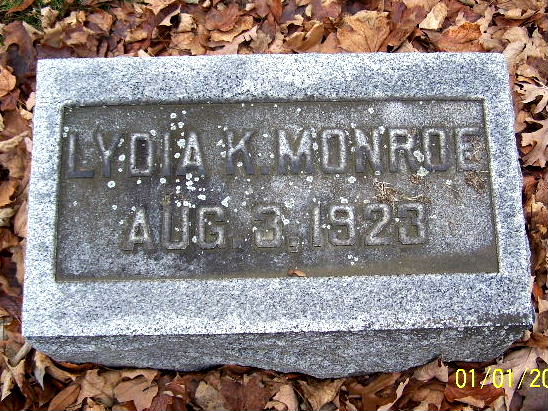 LYDIA K. MONROE
AUG. 3, 1923
01/01/20